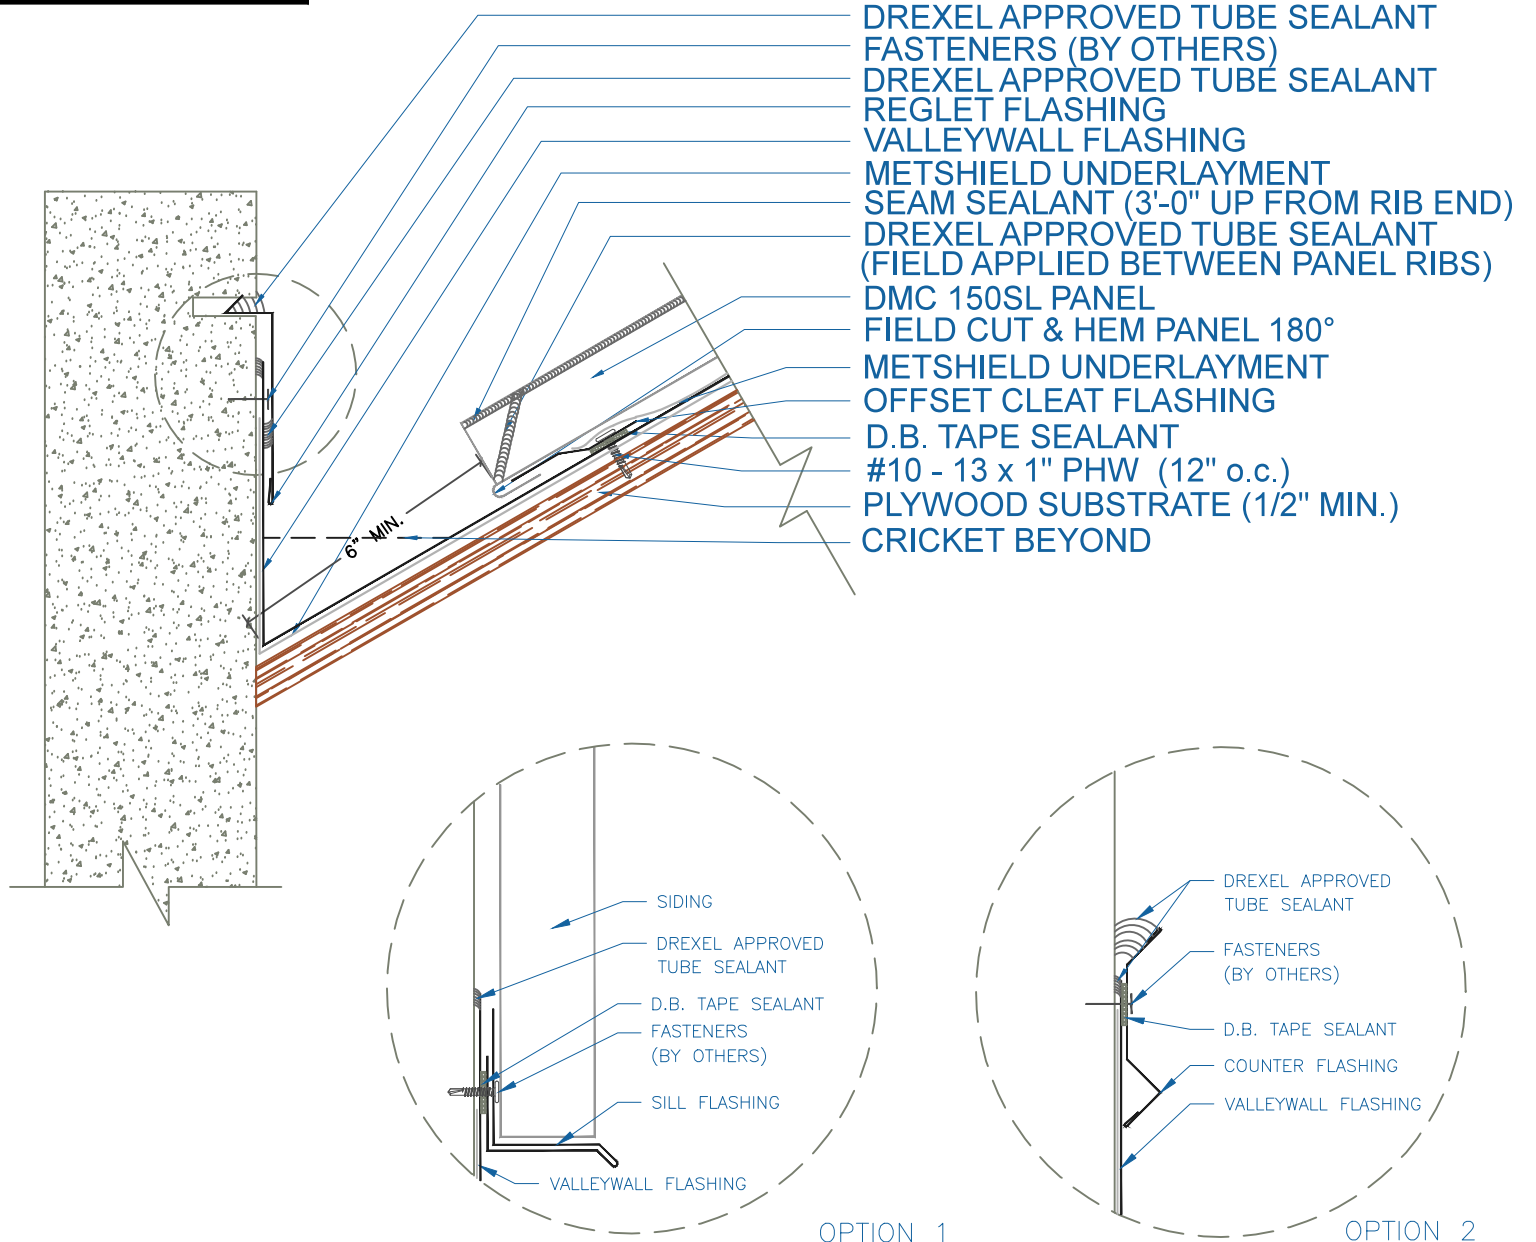 DREXEL APPROVED TUBE SEALANT
FASTENERS (BY OTHERS)
DREXEL APPROVED TUBE SEALANT
REGLET FLASHING
VALLEYWALL FLASHING
METSHIELD UNDERLAYMENT
SEAM SEALANT (3'-0" UP FROM RIB END)
DREXEL APPROVED TUBE SEALANT
(FIELD APPLIED BETWEEN PANEL RIBS)
DMC 150SL PANEL
FIELD CUT & HEM PANEL 180°
METSHIELD UNDERLAYMENT
OFFSET CLEAT FLASHING
D.B. TAPE SEALANT
#10 - 13 x 1" PHW (12" o.c.)
PLYWOOD SUBSTRATE (1/2" MIN.)
CRICKET BEYOND
6" MIN.
SIDING
DREXEL APPROVED
TUBE SEALANT
D.B. TAPE SEALANT
FASTENERS
(BY OTHERS)
SILL FLASHING
VALLEYWALL FLASHING
OPTION 1
DREXEL APPROVED
TUBE SEALANT
FASTENERS
(BY OTHERS)
D.B. TAPE SEALANT
COUNTER FLASHING
VALLEYWALL FLASHING
OPTION 2